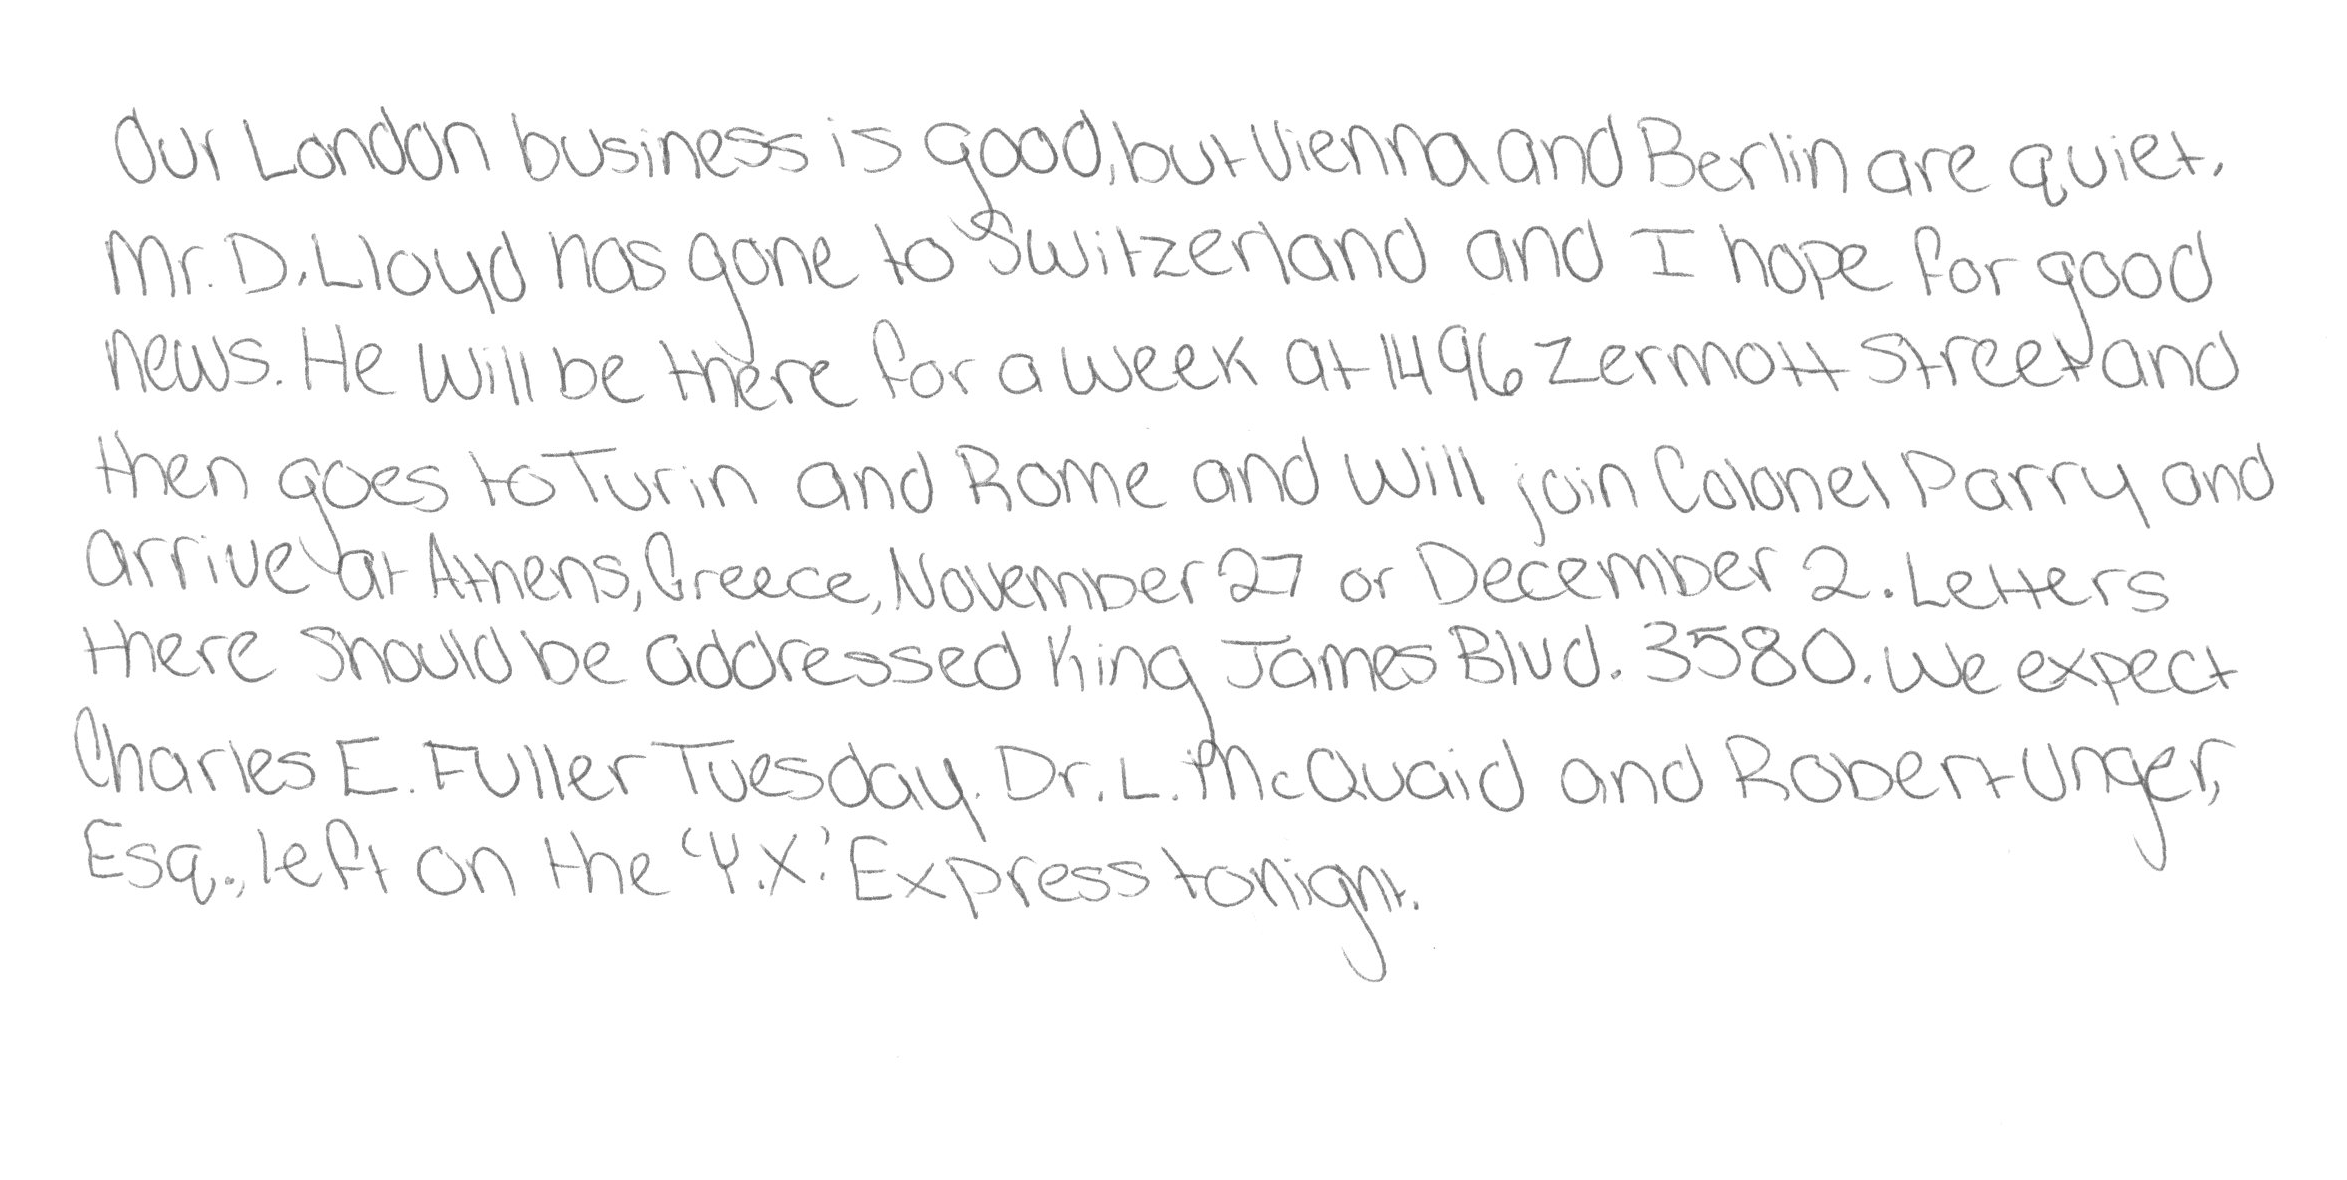 Our London business is good, but Vienna and Berlin are quiet.
Mr. D. Lloyd has gone to Switzerland and I hope for good
news. He will be there for a week at 1496 Zermott Street and
then goes to Turin and Rome and will join Colonel Parry and
arrive at Athens, Greece, November 27 or December 2. Letters
there should be addressed King James Blvd. 3580. We expect
Charles E. Fuller Tuesday. Dr. L. McQuaid and Robert Unger,
Esq., left on the 'Y.X.' Express tonight.